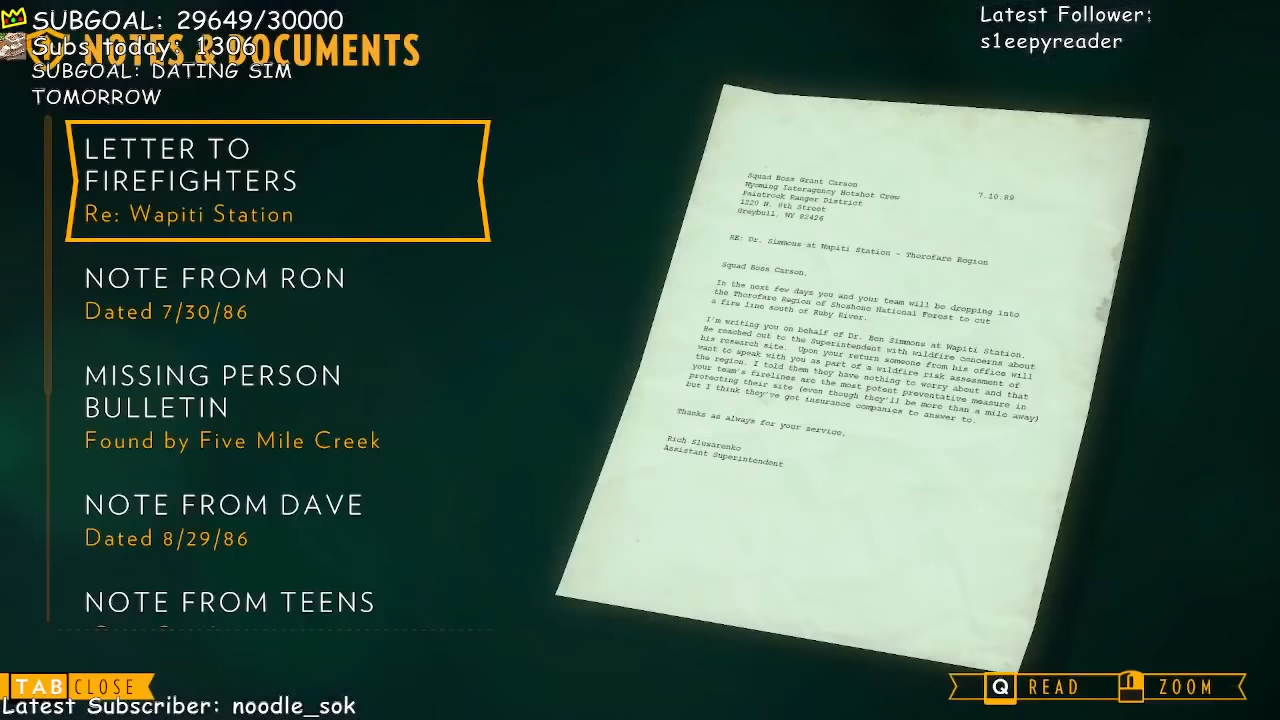 SUBGOAL: 29649/30000
Subs today: 1306
NOTES & DOCUMENTS
SUBGOAL: DATING SIM
TOMORROW
Latest Follower:
s1eepyreader
LETTER TO
FIREFIGHTERS
Re: Wapiti Station
NOTE FROM RON
Dated 7/30/86
MISSING PERSON
BULLETIN
Found by Five Mile Creek
NOTE FROM DAVE
Dated 8/29/86
NOTE FROM TEENS
Squad Boss Grant Carson
Wyoming Interagency Hotshot Crew
Paintrock Ranger District
1220 N. 8th Street
Greybull, WY 82426
7.10.89
RE: Dr. Simmons at Wapiti Station - Thorofare Region
Squad Boss Carson,
In the next few days you and your team will be dropping into
the Thorofare Region of Shoshone National Forest to cut
a fire line south of Ruby River.
I'm writing you on behalf of Dr. Ben Simmons at Wapiti Station.
He reached out to the Superintendent with wildfire concerns about
his research site. Upon your return someone from his office will
want to speak with you as part of a wildfire risk assessment of
the region. I told them they have nothing to worry about and that
your team's firelines are the most potent preventative measure in
protecting their site (even though they'll be more than a mile away)
but I think they've got insurance companies to answer to.
Thanks as always for your service,
Rich Slusarenko
Assistant Superintendent
TAB CLOSE
Q READ
ZOOM
Latest Subscriber: noodle_sok